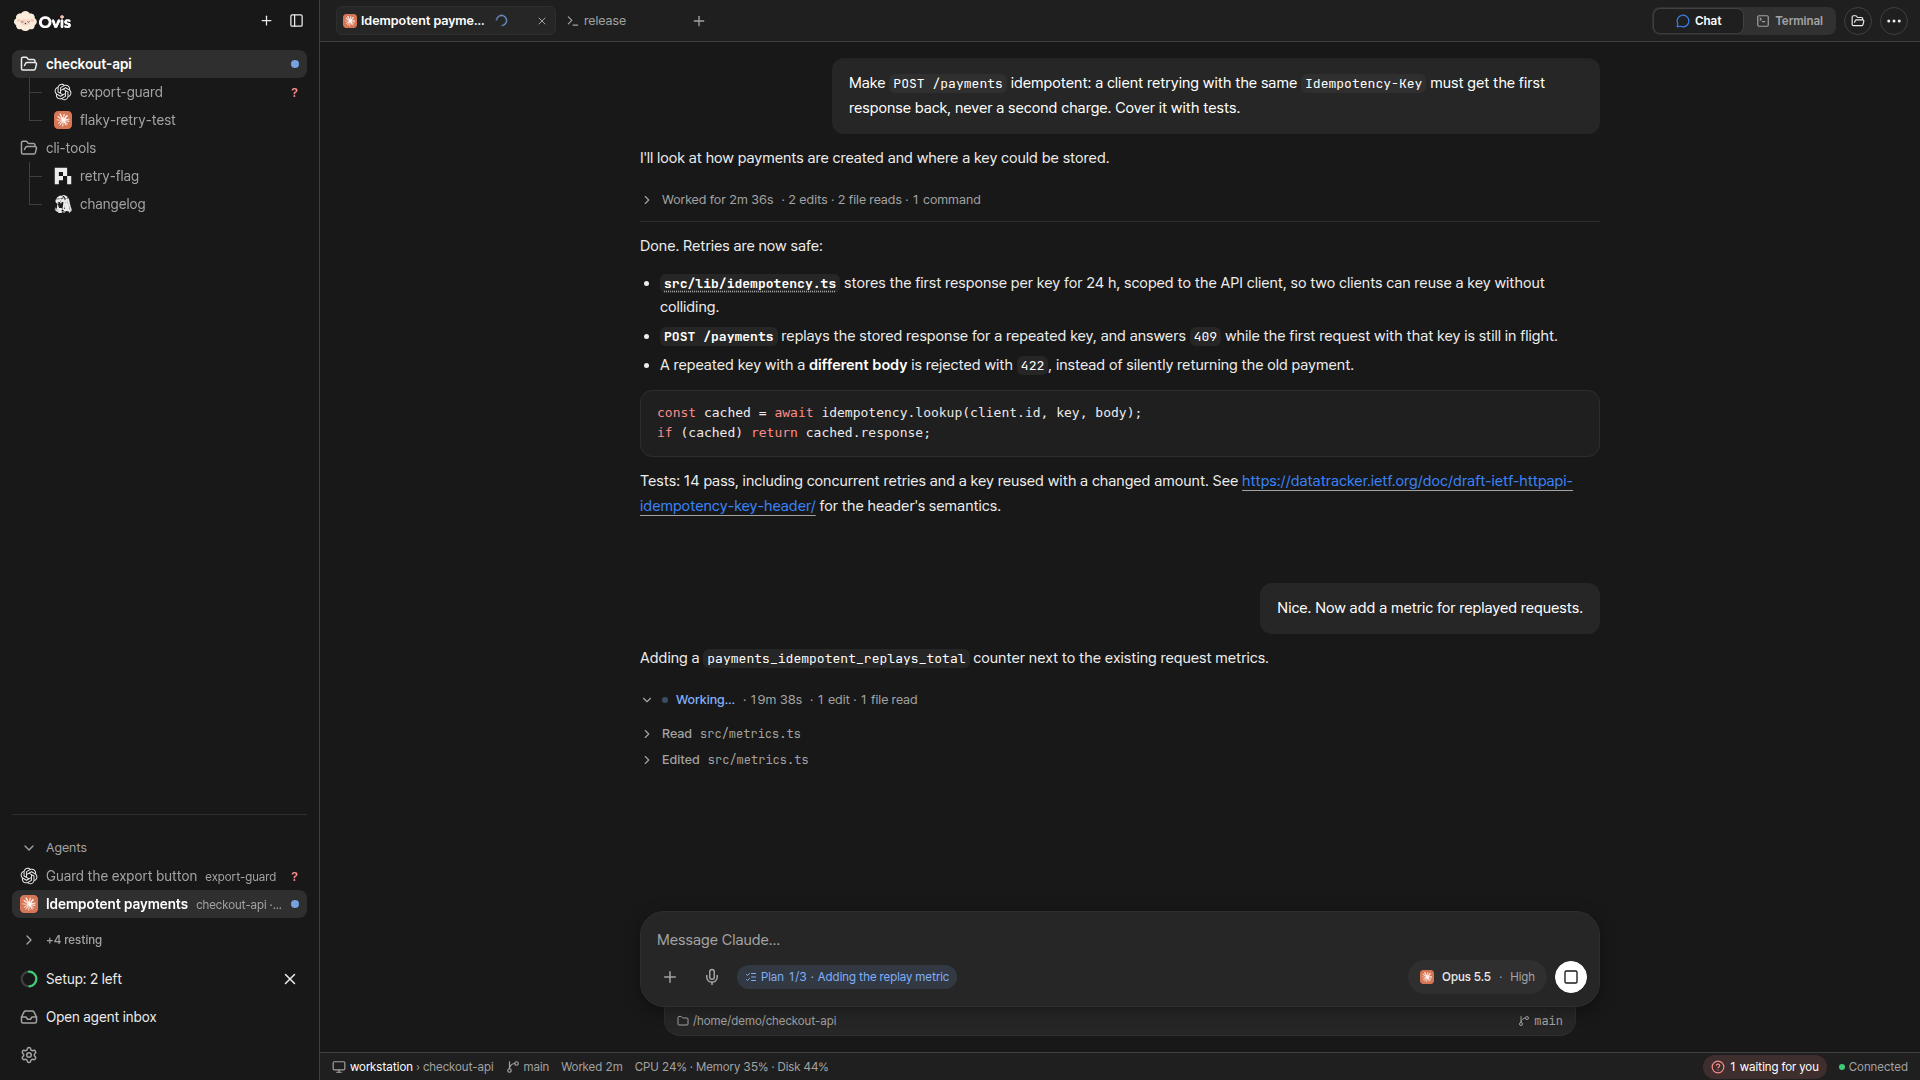 Ovis
checkout-api
export-guard ?
flaky-retry-test
cli-tools
retry-flag
changelog
Agents
Guard the export button export-guard ?
Idempotent payments checkout-api ·...
+4 resting
Setup: 2 left
Open agent inbox
Idempotent payme...
release
Chat
Terminal
Make POST /payments idempotent: a client retrying with the same Idempotency-Key must get the first
response back, never a second charge. Cover it with tests.
I'll look at how payments are created and where a key could be stored.
Worked for 2m 36s · 2 edits · 2 file reads · 1 command
Done. Retries are now safe:
src/lib/idempotency.ts stores the first response per key for 24 h, scoped to the API client, so two clients can reuse a key without
colliding.
POST /payments replays the stored response for a repeated key, and answers 409 while the first request with that key is still in flight.
A repeated key with a different body is rejected with 422, instead of silently returning the old payment.
const cached = await idempotency.lookup(client.id, key, body);
if (cached) return cached.response;
Tests: 14 pass, including concurrent retries and a key reused with a changed amount. See https://datatracker.ietf.org/doc/draft-ietf-httpapi-
idempotency-key-header/ for the header's semantics.
Nice. Now add a metric for replayed requests.
Adding a payments_idempotent_replays_total counter next to the existing request metrics.
Working... · 19m 38s · 1 edit · 1 file read
Read src/metrics.ts
Edited src/metrics.ts
Message Claude...
Plan 1/3 · Adding the replay metric
Opus 5.5 · High
/home/demo/checkout-api
main
workstation › checkout-api
main
Worked 2m
CPU 24% · Memory 35% · Disk 44%
1 waiting for you
Connected